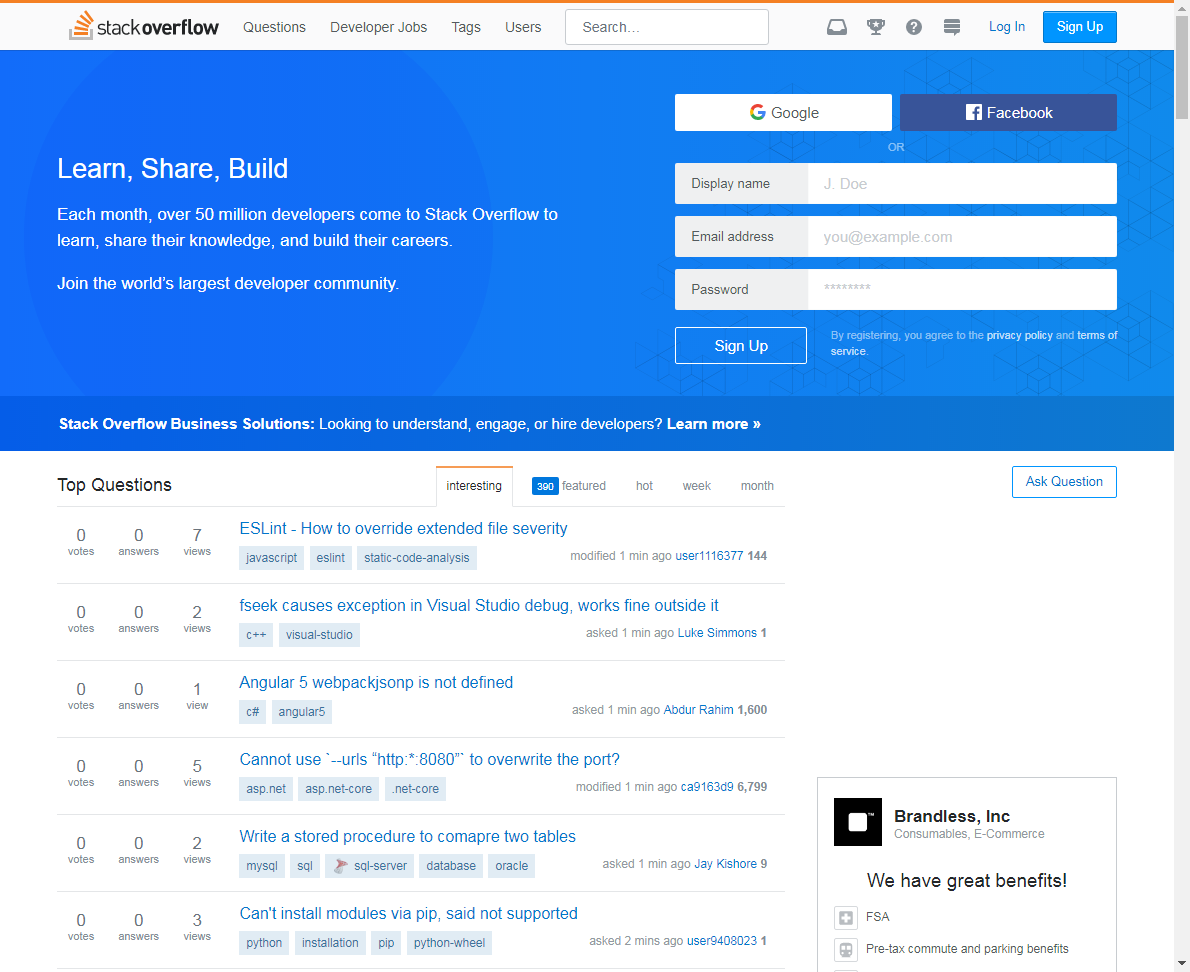 stackoverflow Questions Developer Jobs Tags Users Search... Log In Sign Up
Google Facebook
OR
Learn, Share, Build
Each month, over 50 million developers come to Stack Overflow to
learn, share their knowledge, and build their careers.
Join the world's largest developer community.
Display name J. Doe
Email address you@example.com
Password ********
Sign Up
By registering, you agree to the privacy policy and terms of
service.
Stack Overflow Business Solutions: Looking to understand, engage, or hire developers? Learn more »
Top Questions
interesting 390 featured hot week month
Ask Question
0 0 7 ESLint - How to override extended file severity
votes answers views javascript eslint static-code-analysis modified 1 min ago user1116377 144
0 0 2 fseek causes exception in Visual Studio debug, works fine outside it
votes answers views c++ visual-studio asked 1 min ago Luke Simmons 1
0 0 1 Angular 5 webpackjsonp is not defined
votes answers view c# angular5 asked 1 min ago Abdur Rahim 1,600
0 0 5 Cannot use `--urls “http:*:8080”` to overwrite the port?
votes answers views asp.net asp.net-core .net-core modified 1 min ago ca9163d9 6,799
0 0 2 Write a stored procedure to comapre two tables
votes answers views mysql sql sql-server database oracle asked 1 min ago Jay Kishore 9
0 0 3 Can't install modules via pip, said not supported
votes answers views python installation pip python-wheel asked 2 mins ago user9408023 1
Brandless, Inc
Consumables, E-Commerce
We have great benefits!
FSA
Pre-tax commute and parking benefits